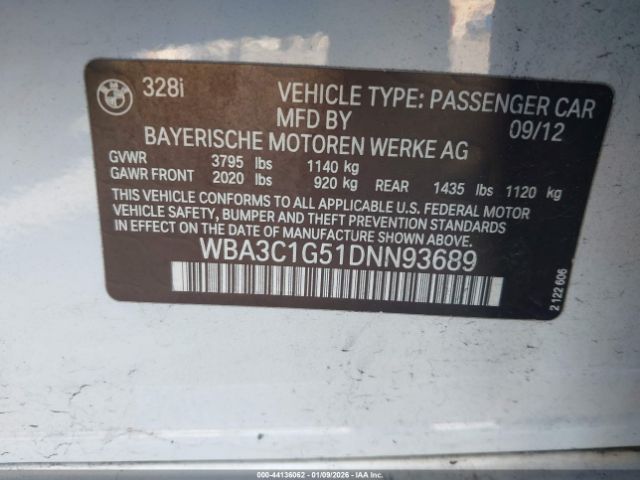 328i
VEHICLE TYPE: PASSENGER CAR
MFD BY
09/12
BAYERISCHE MOTOREN WERKE AG
GVWR 3795 lbs 1140 kg
GAWR FRONT 2020 lbs 920 kg REAR 1435 lbs 1120 kg
THIS VEHICLE CONFORMS TO ALL APPLICABLE U.S. FEDERAL MOTOR
VEHICLE SAFETY, BUMPER AND THEFT PREVENTION STANDARDS
IN EFFECT ON THE DATE OF MANUFACTURE SHOWN ABOVE.
WBA3C1G51DNN93689
2 122 606
000-44136062 - 01/09/2026 - IAAI.COM